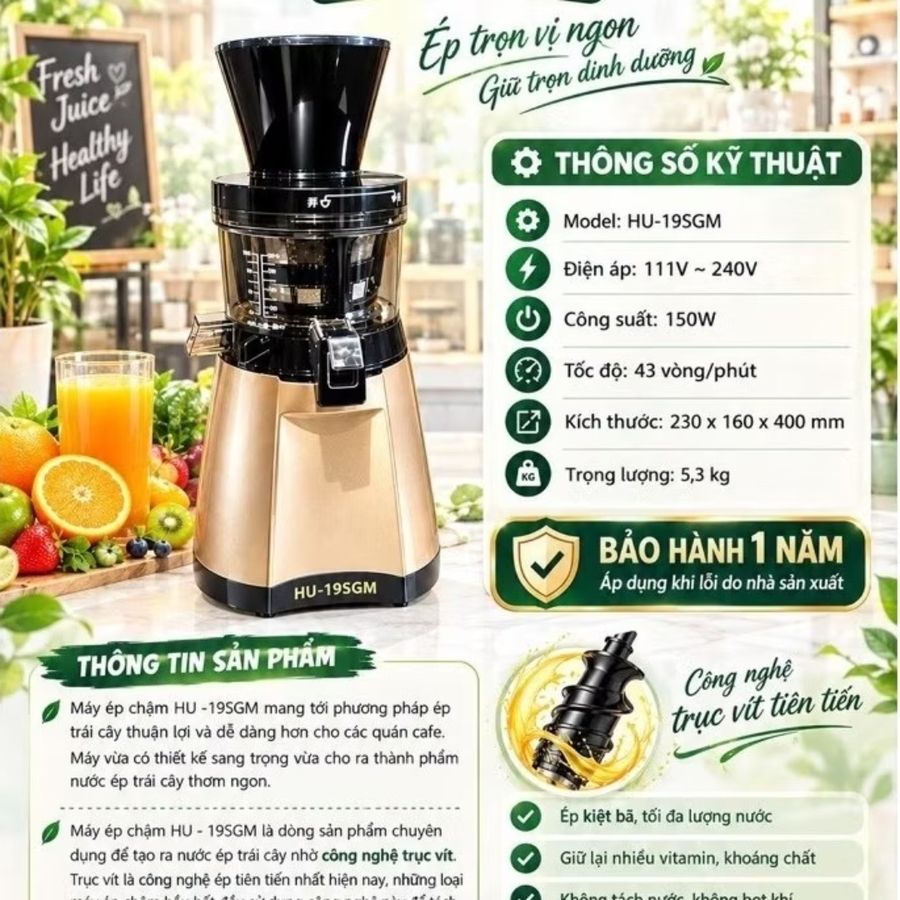 Ép trọn vị ngon
Giữ trọn dinh dưỡng
Fresh
Juice
Healthy
Life
THÔNG SỐ KỸ THUẬT
Model: HU-19SGM
Điện áp: 111V ~ 240V
Công suất: 150W
Tốc độ: 43 vòng/phút
Kích thước: 230 x 160 x 400 mm
KG
Trọng lượng: 5,3 kg
BẢO HÀNH 1 NĂM
Áp dụng khi lỗi do nhà sản xuất
HU-19SGM
THÔNG TIN SẢN PHẨM
Máy ép chậm HU -19SGM mang tới phương pháp ép
trái cây thuận lợi và dễ dàng hơn cho các quán cafe.
Máy vừa có thiết kế sang trọng vừa cho ra thành phẩm
nước ép trái cây thơm ngon.
Máy ép chậm HU - 19SGM là dòng sản phẩm chuyên
dụng để tạo ra nước ép trái cây nhờ công nghệ trục vít.
Trục vít là công nghệ ép tiên tiến nhất hiện nay, những loại
Công nghệ
trục vít tiên tiến
Ép kiệt bã, tối đa lượng nước
Giữ lại nhiều vitamin, khoáng chất
Không tách nước, không bọt khí